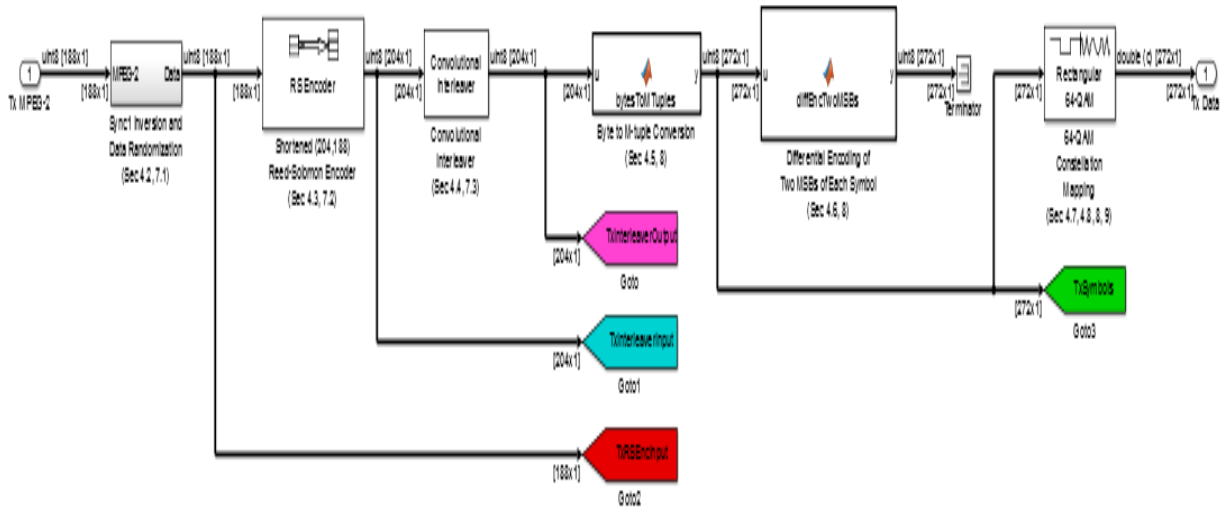 uint8 [188x1]
1
Tx MPEG-2
[188x1]
MPEG-2
Data
Sync1 Inversion and
Data Randomization
(Sec 4.2, 7.1)
uint8 [188x1]
[188x1]
RS Encoder
Shortened (204,188)
Reed-Solomon Encoder
(Sec 4.3, 7.2)
uint8 [204x1]
[204x1]
Convolutional
Interleaver
Convolutional
Interleaver
(Sec 4.4, 7.3)
uint8 [204x1]
[204x1]
u
y
bytesToMTuples
Byte to M-tuple Conversion
(Sec 4.5, 8)
uint8 [272x1]
[272x1]
u
y
diffEncTwoMSBs
Differential Encoding of
Two MSBs of Each Symbol
(Sec 4.6, 8)
uint8 [272x1]
[272x1]
Terminator
[272x1]
Rectangular
64-QAM
64-QAM
Constellation
Mapping
(Sec 4.7, 4.8, 8, 9)
double (c) [272x1]
[272x1]
1
Tx Data
[204x1]
TxInterleaverOutput
Goto
[272x1]
TxSymbols
Goto3
[204x1]
TxInterleaverInput
Goto1
[188x1]
TxRSEncInput
Goto2